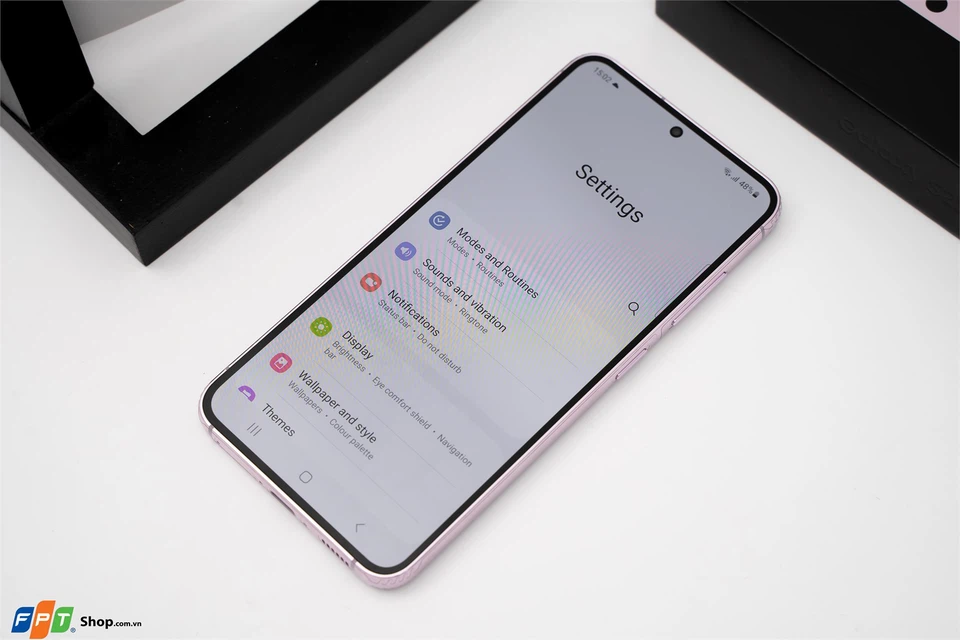 15:02
48%
Settings
Modes and Routines
Modes • Routines
Sounds and vibration
Sound mode • Ringtone
Notifications
Status bar • Do not disturb
Display
Brightness • Eye comfort shield • Navigation
bar
Wallpaper and style
Wallpapers • Colour palette
Themes
FPT® Shop.com.vn